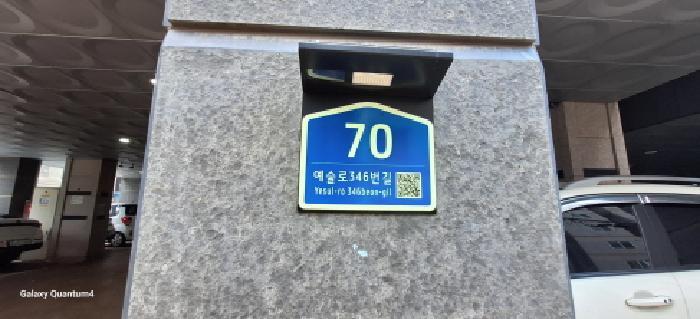 70
예술로346번길
Yesul-ro 346beon-gil
Galaxy Quantum4